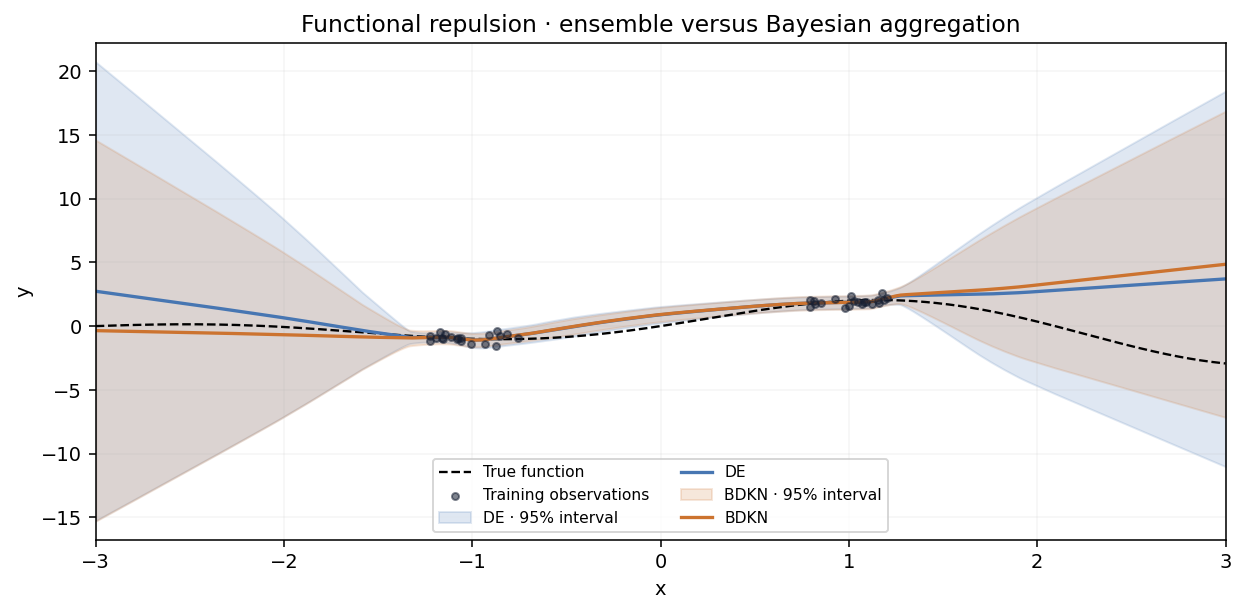 Functional repulsion · ensemble versus Bayesian aggregation
20
15
10
5
0
−5
−10
−15
y
True function
Training observations
DE · 95% interval
DE
BDKN · 95% interval
BDKN
−3
−2
−1
0
1
2
3
x